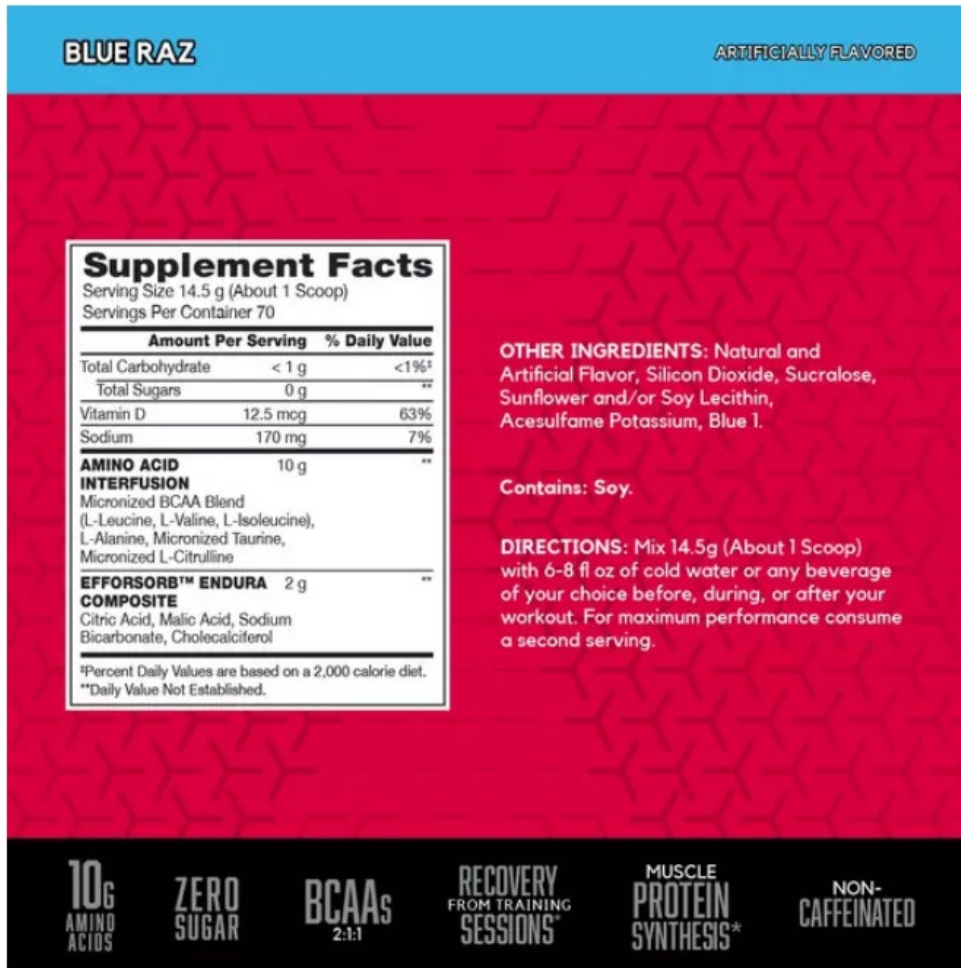 BLUE RAZ
ARTIFICIALLY FLAVORED
Supplement Facts
Serving Size 14.5 g (About 1 Scoop)
Servings Per Container 70
Amount Per Serving % Daily Value
Total Carbohydrate < 1 g <1%‡
Total Sugars 0 g **
Vitamin D 12.5 mcg 63%
Sodium 170 mg 7%
AMINO ACID 10 g **
INTERFUSION
Micronized BCAA Blend
(L-Leucine, L-Valine, L-Isoleucine),
L-Alanine, Micronized Taurine,
Micronized L-Citrulline
EFFORSORB™ ENDURA 2 g **
COMPOSITE
Citric Acid, Malic Acid, Sodium
Bicarbonate, Cholecalciferol
‡Percent Daily Values are based on a 2,000 calorie diet.
**Daily Value Not Established.
OTHER INGREDIENTS: Natural and
Artificial Flavor, Silicon Dioxide, Sucralose,
Sunflower and/or Soy Lecithin,
Acesulfame Potassium, Blue 1.
Contains: Soy.
DIRECTIONS: Mix 14.5g (About 1 Scoop)
with 6-8 fl oz of cold water or any beverage
of your choice before, during, or after your
workout. For maximum performance consume
a second serving.
10G
AMINO
ACIDS
ZERO
SUGAR
BCAAs
2:1:1
RECOVERY
FROM TRAINING
SESSIONS*
MUSCLE
PROTEIN
SYNTHESIS*
NON-
CAFFEINATED